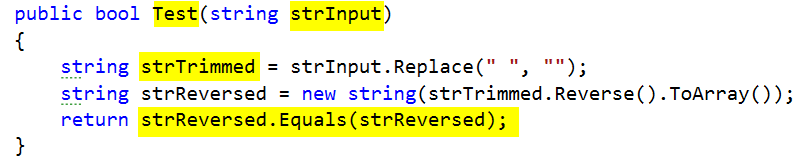 public bool Test(string strInput)
{
    string strTrimmed = strInput.Replace(" ", "");
    string strReversed = new string(strTrimmed.Reverse().ToArray());
    return strReversed.Equals(strReversed);
}